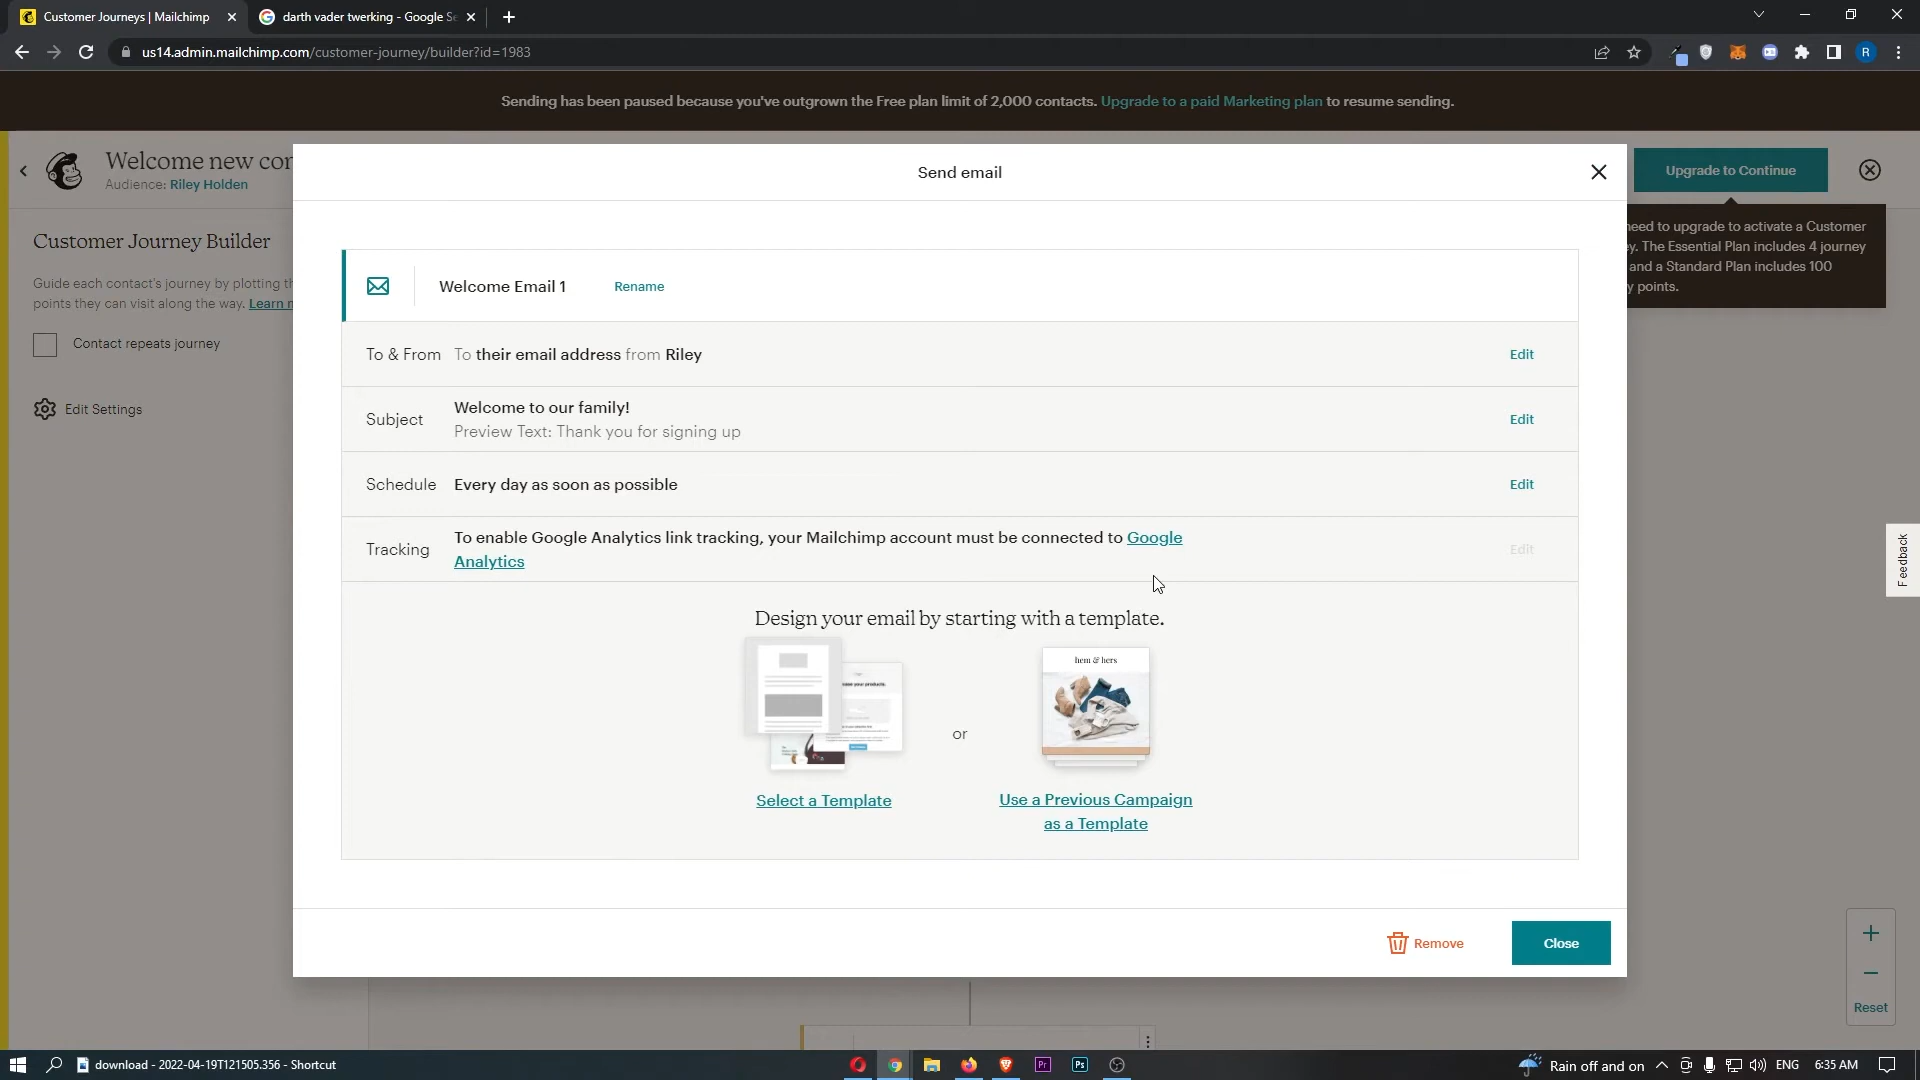 Customer Journeys | Mailchimp
darth vader twerking - Google Se
us14.admin.mailchimp.com/customer-journey/builder?id=1983
R
Sending has been paused because you've outgrown the Free plan limit of 2,000 contacts. Upgrade to a paid Marketing plan to resume sending.
Welcome new con
Audience: Riley Holden
Send email
Upgrade to Continue
need to upgrade to activate a Customer
y. The Essential Plan includes 4 journey
and a Standard Plan includes 100
y points.
Customer Journey Builder
Guide each contact's journey by plotting th
points they can visit along the way. Learn m
Contact repeats journey
Edit Settings
Welcome Email 1
Rename
To & From
To their email address from Riley
Edit
Subject
Welcome to our family!
Preview Text: Thank you for signing up
Edit
Schedule
Every day as soon as possible
Edit
Tracking
To enable Google Analytics link tracking, your Mailchimp account must be connected to Google
Analytics
Edit
Feedback
Design your email by starting with a template.
hem & hers
or
Select a Template
Use a Previous Campaign
as a Template
Remove
Close
Reset
download - 2022-04-19T121505.356 - Shortcut
Pr
Ps
Rain off and on
ENG
6:35 AM